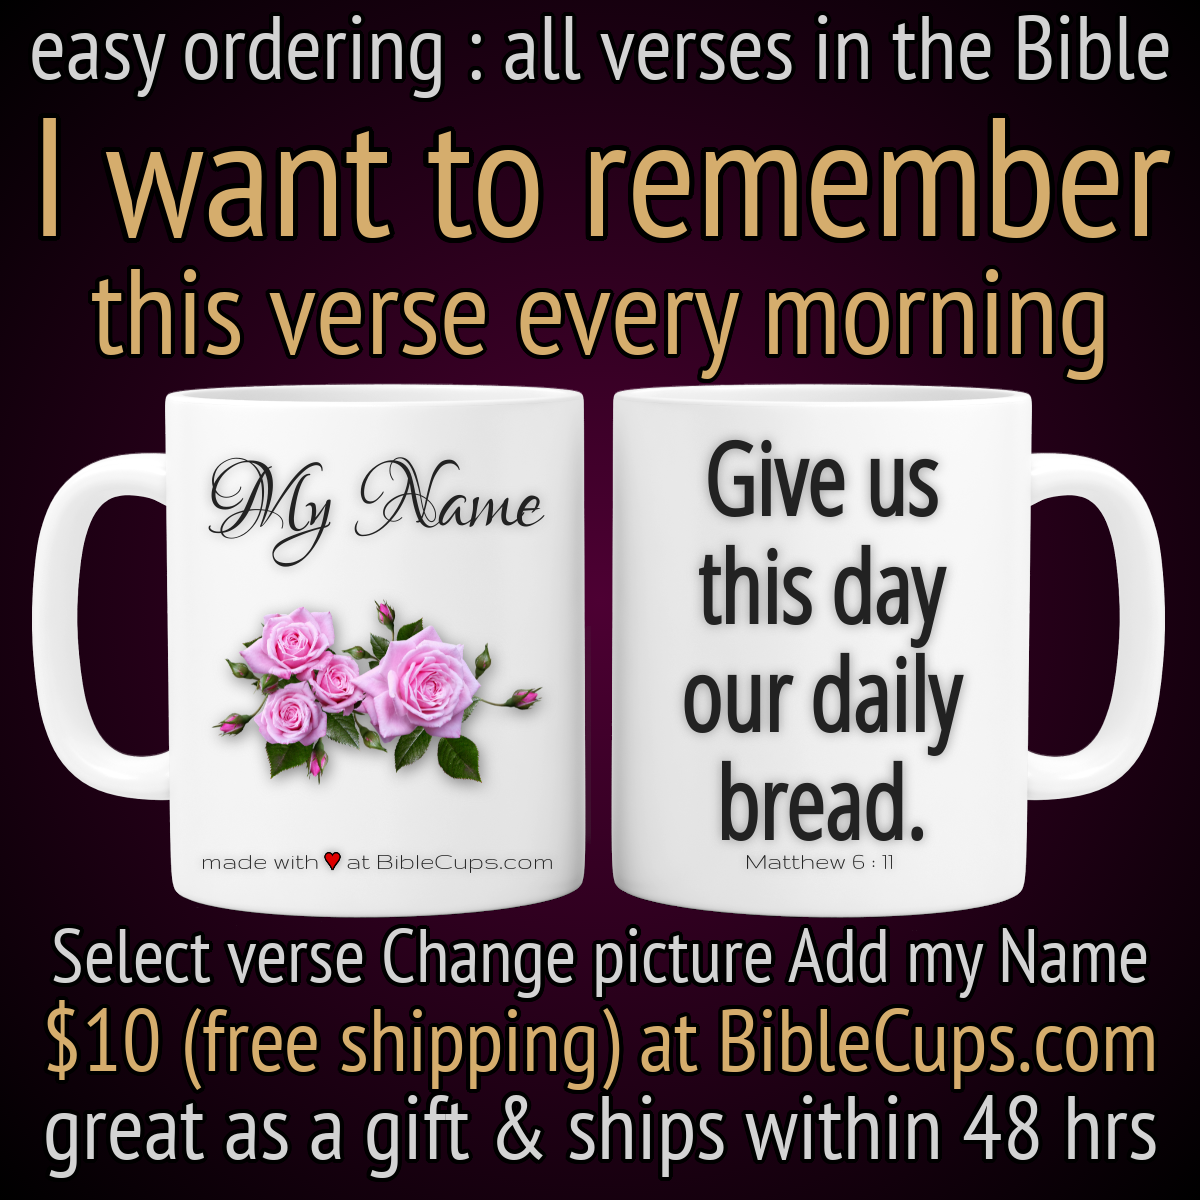 easy ordering : all verses in the Bible
I want to remember
this verse every morning
My Name
made with ❤ at BibleCups.com
Give us
this day
our daily
bread.
Matthew 6 : 11
Select verse Change picture Add my Name
$10 (free shipping) at BibleCups.com
great as a gift & ships within 48 hrs